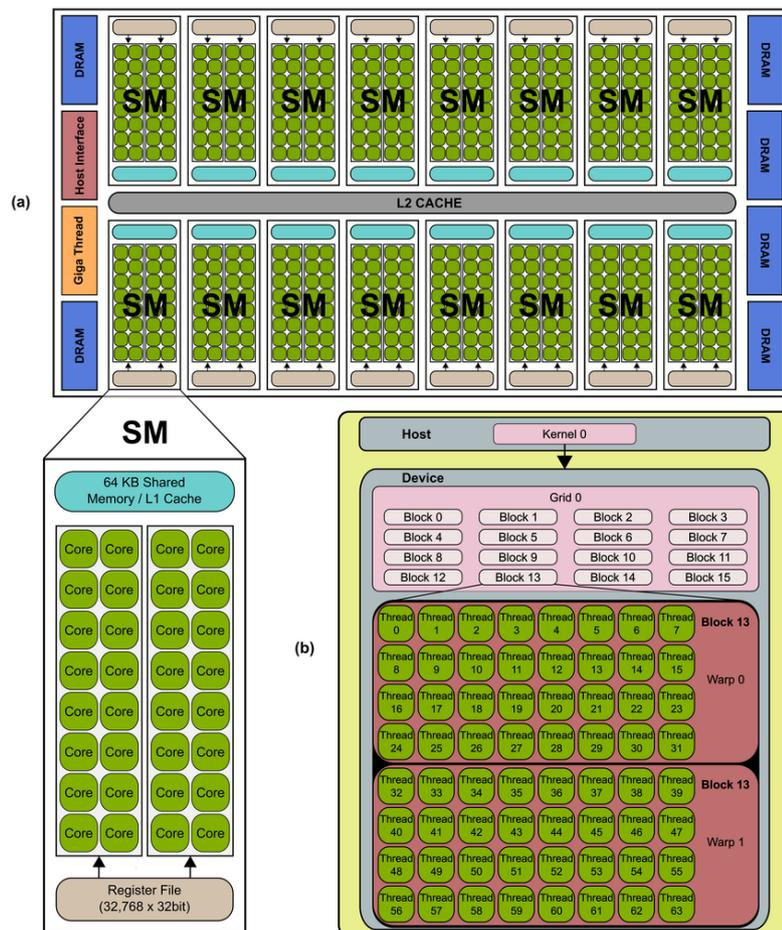 DRAM
Host Interface
Giga Thread
DRAM
(a)
SM SM SM SM SM SM SM SM
L2 CACHE
SM SM SM SM SM SM SM SM
DRAM
DRAM
DRAM
DRAM
SM
64 KB Shared
Memory / L1 Cache
Core Core Core Core
Core Core Core Core
Core Core Core Core
Core Core Core Core
Core Core Core Core
Core Core Core Core
Core Core Core Core
Core Core Core Core
Register File
(32,768 x 32bit)
(b)
Host
Kernel 0
Device
Grid 0
Block 0 Block 1 Block 2 Block 3
Block 4 Block 5 Block 6 Block 7
Block 8 Block 9 Block 10 Block 11
Block 12 Block 13 Block 14 Block 15
Thread Thread Thread Thread Thread Thread Thread Thread
0 1 2 3 4 5 6 7
Block 13
Thread Thread Thread Thread Thread Thread Thread Thread
8 9 10 11 12 13 14 15
Warp 0
Thread Thread Thread Thread Thread Thread Thread Thread
16 17 18 19 20 21 22 23
Thread Thread Thread Thread Thread Thread Thread Thread
24 25 26 27 28 29 30 31
Thread Thread Thread Thread Thread Thread Thread Thread
32 33 34 35 36 37 38 39
Block 13
Thread Thread Thread Thread Thread Thread Thread Thread
40 41 42 43 44 45 46 47
Warp 1
Thread Thread Thread Thread Thread Thread Thread Thread
48 49 50 51 52 53 54 55
Thread Thread Thread Thread Thread Thread Thread Thread
56 57 58 59 60 61 62 63